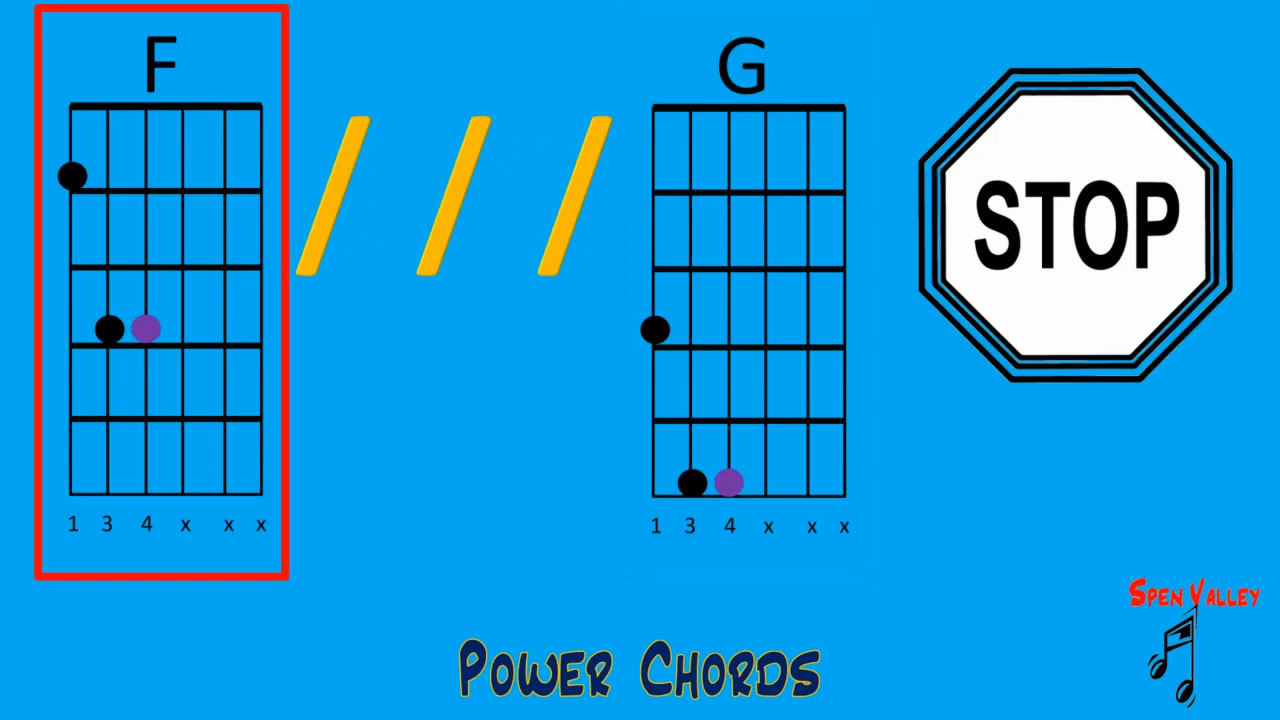 F
G
STOP
1 3 4 x x x
1 3 4 x x x
SPEN VALLEY
POWER CHORDS